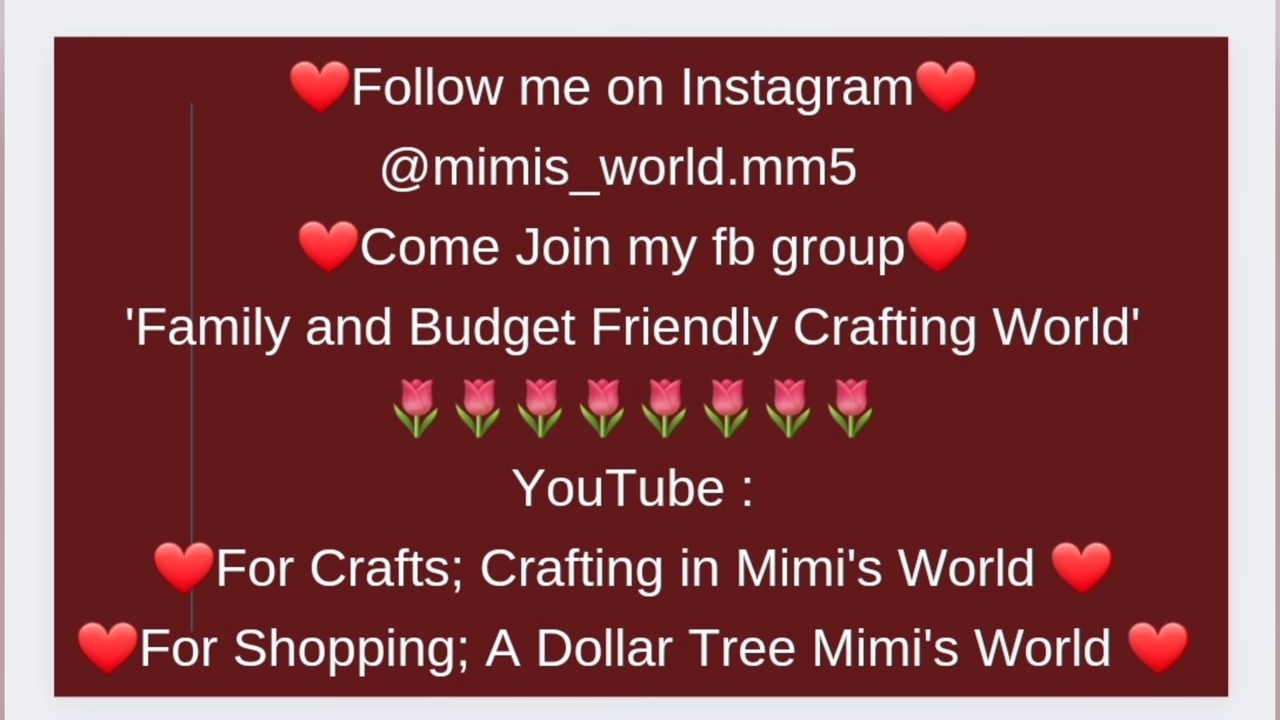 ❤️Follow me on Instagram❤️
@mimis_world.mm5
❤️Come Join my fb group❤️
'Family and Budget Friendly Crafting World'
🌷🌷🌷🌷🌷🌷🌷🌷
YouTube :
❤️For Crafts; Crafting in Mimi's World ❤️
❤️For Shopping; A Dollar Tree Mimi's World ❤️